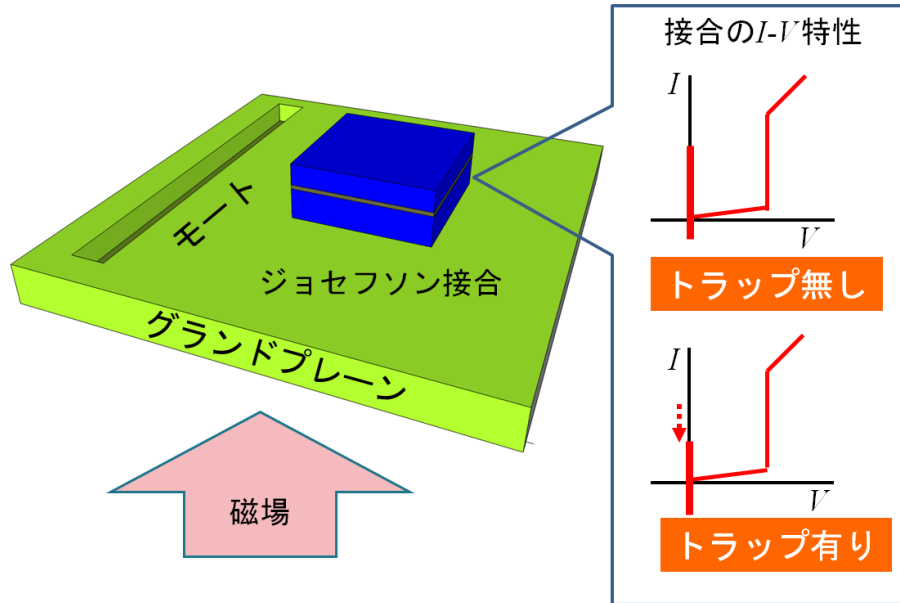 接合のI-V特性
I
V
トラップ無し
I
V
トラップ有り
モート
ジョセフソン接合
グランドプレーン
磁場